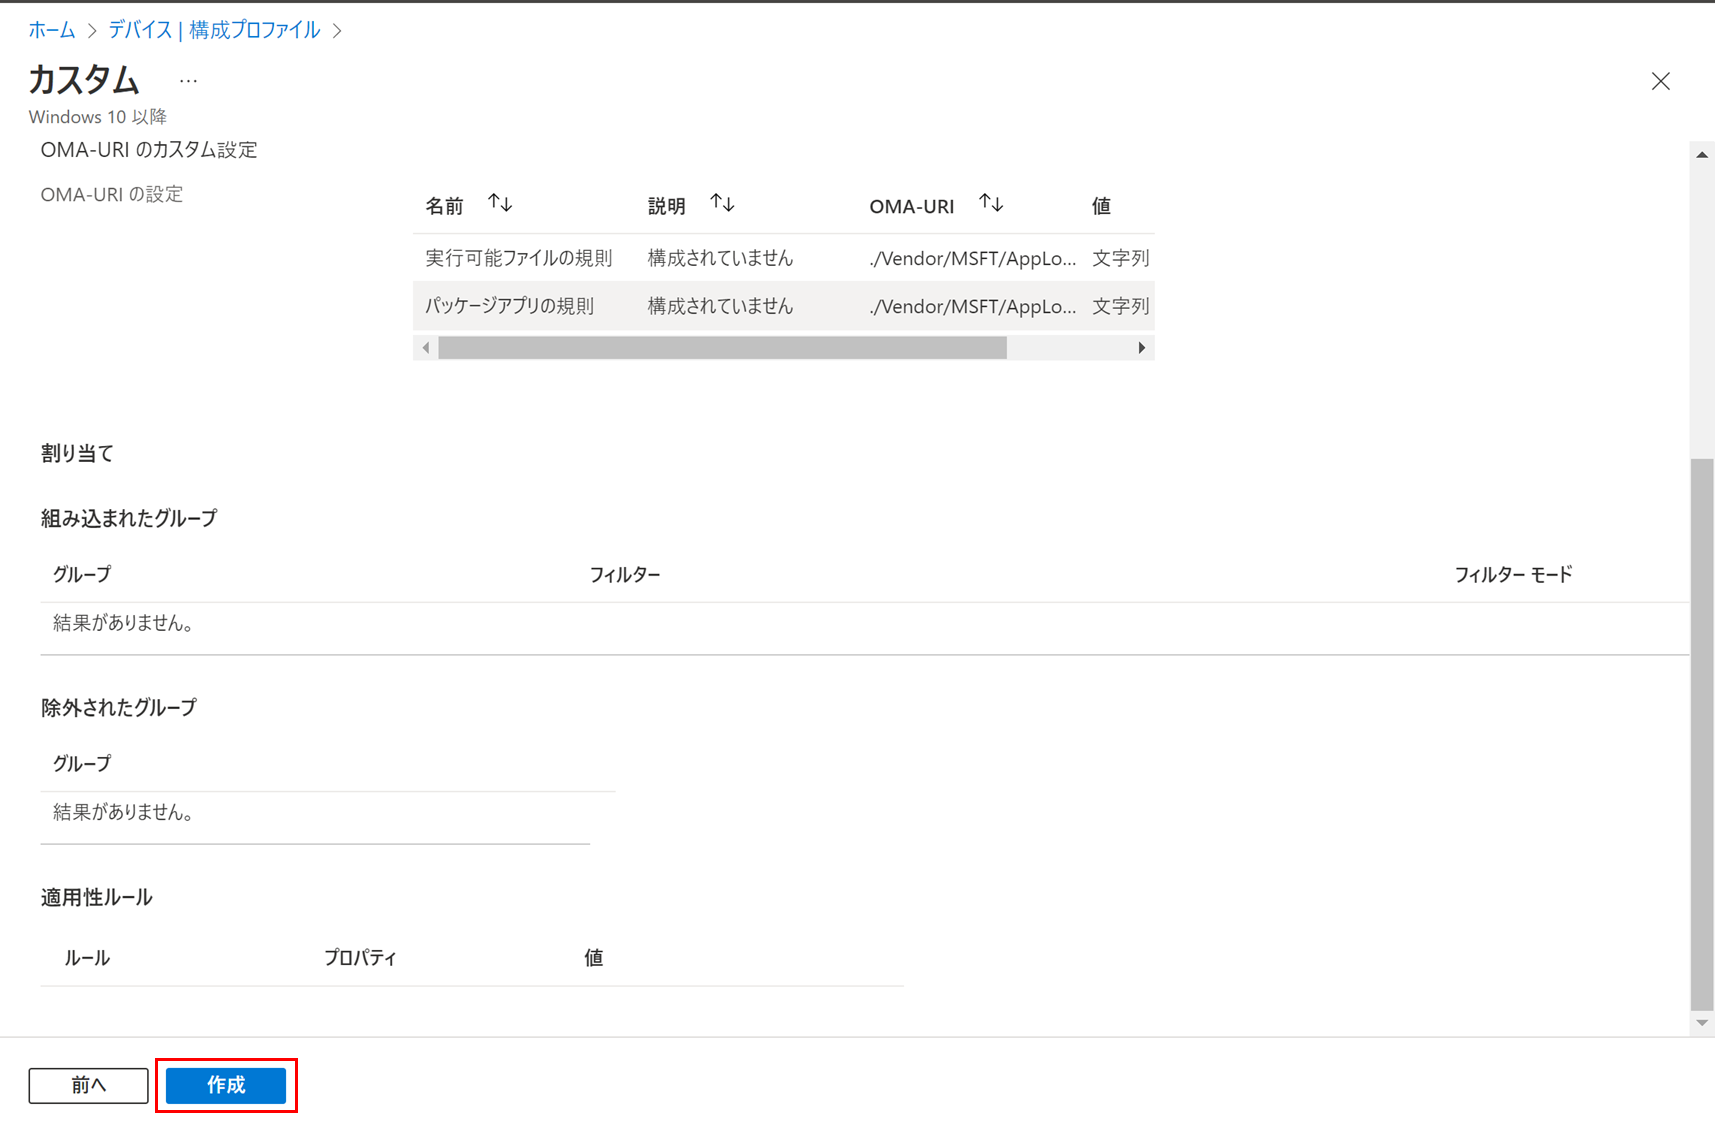 ホーム > デバイス | 構成プロファイル >
カスタム ...
Windows 10 以降
OMA-URI のカスタム設定
OMA-URI の設定
名前 ↑↓ 説明 ↑↓ OMA-URI ↑↓ 値
実行可能ファイルの規則 構成されていません ./Vendor/MSFT/AppLo... 文字列
パッケージアプリの規則 構成されていません ./Vendor/MSFT/AppLo... 文字列
割り当て
組み込まれたグループ
グループ フィルター フィルター モード
結果がありません。
除外されたグループ
グループ
結果がありません。
適用性ルール
ルール プロパティ 値
前へ 作成